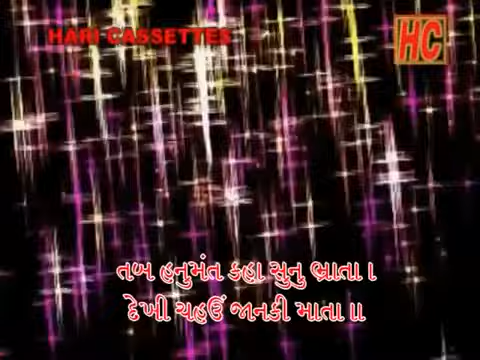 HARI CASSETTES
HC
તબ હનુમંત કહા સુનુ ભ્રાતા ।
દેખી ચહઉઁ જાનકી માતા ॥